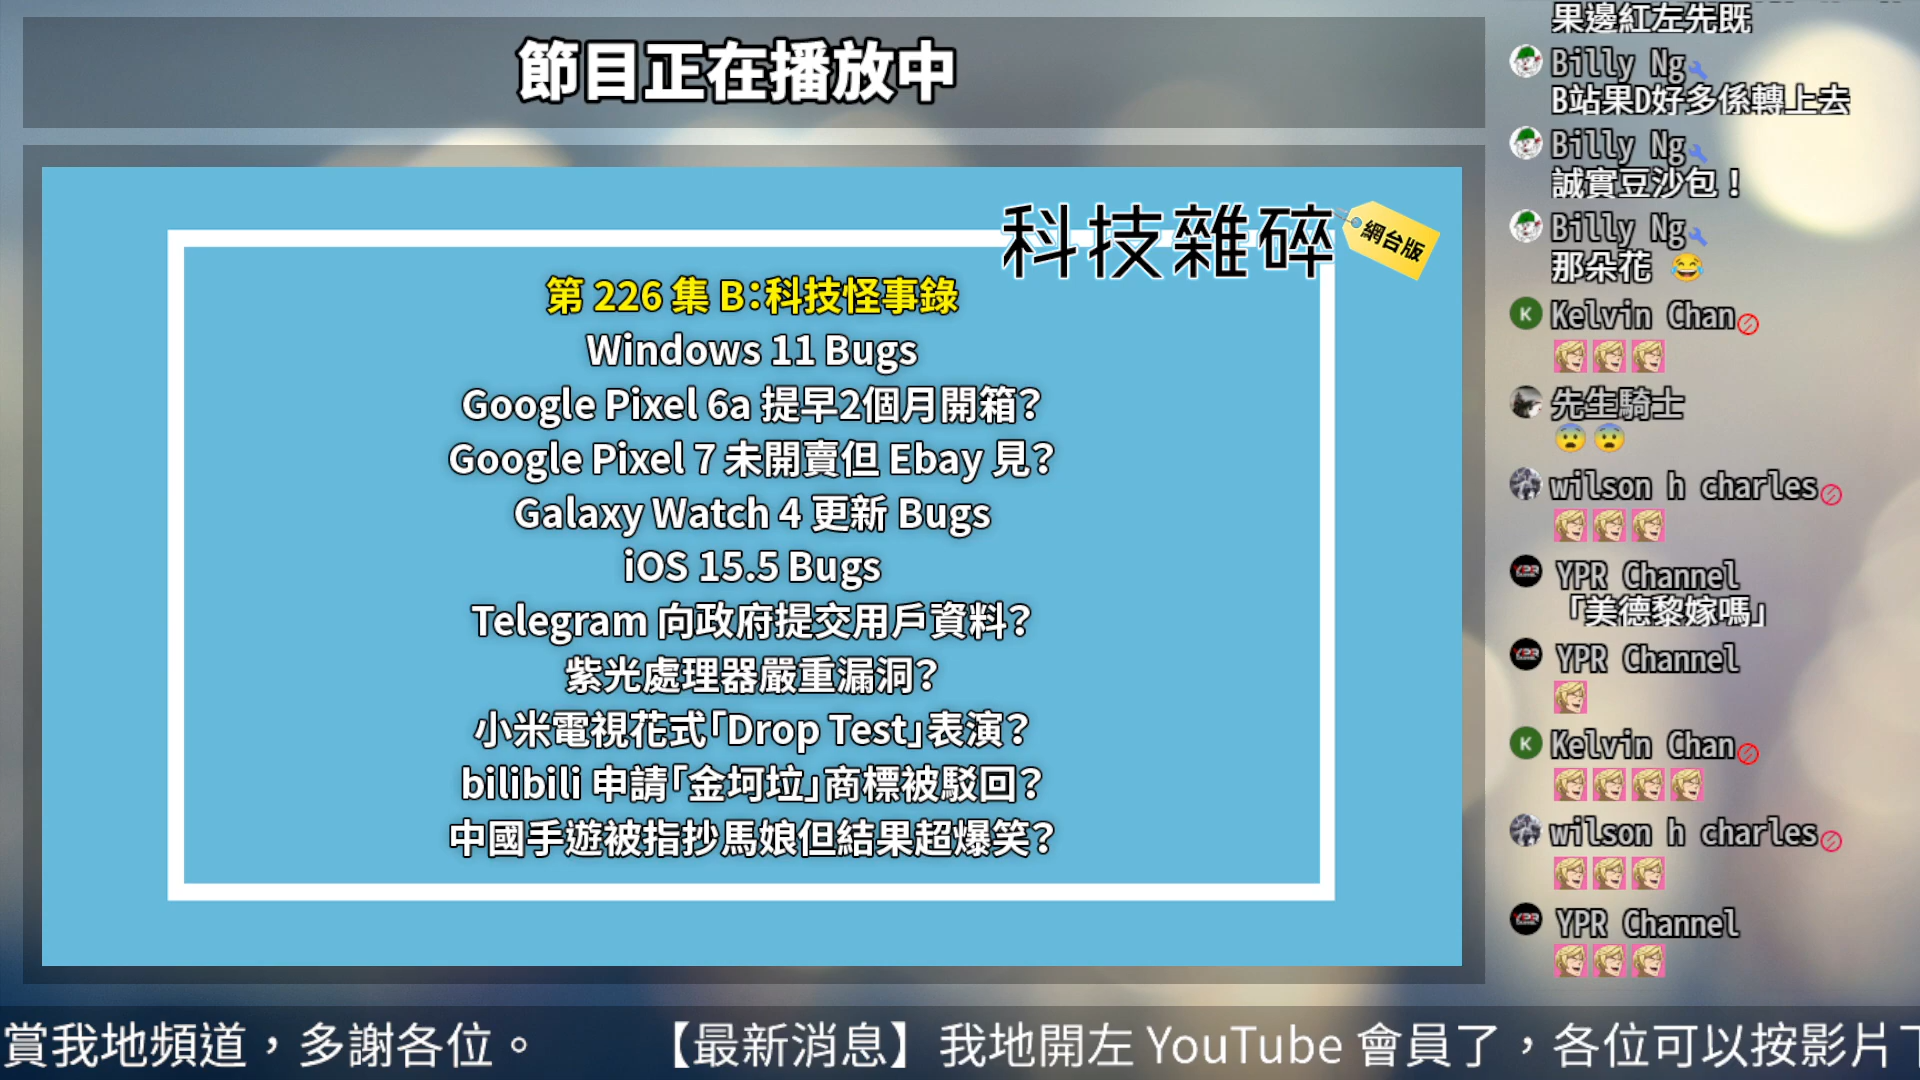 節目正在播放中
科技雜碎
網台版
第 226 集 B:科技怪事錄
Windows 11 Bugs
Google Pixel 6a 提早2個月開箱?
Google Pixel 7 未開賣但 Ebay 見?
Galaxy Watch 4 更新 Bugs
iOS 15.5 Bugs
Telegram 向政府提交用戶資料?
紫光處理器嚴重漏洞?
小米電視花式「Drop Test」表演?
bilibili 申請「金坷垃」商標被駁回?
中國手遊被指抄馬娘但結果超爆笑?
果邊紅左先既
Billy Ng
B站果D好多係轉上去
Billy Ng
誠實豆沙包!
Billy Ng
那朵花 😂
K Kelvin Chan
先生騎士
😨😨
wilson h charles
YPR YPR Channel
「美德黎嫁嗎」
YPR YPR Channel
K Kelvin Chan
wilson h charles
YPR YPR Channel
賞我地頻道，多謝各位。 【最新消息】我地開左 YouTube 會員了，各位可以按影片